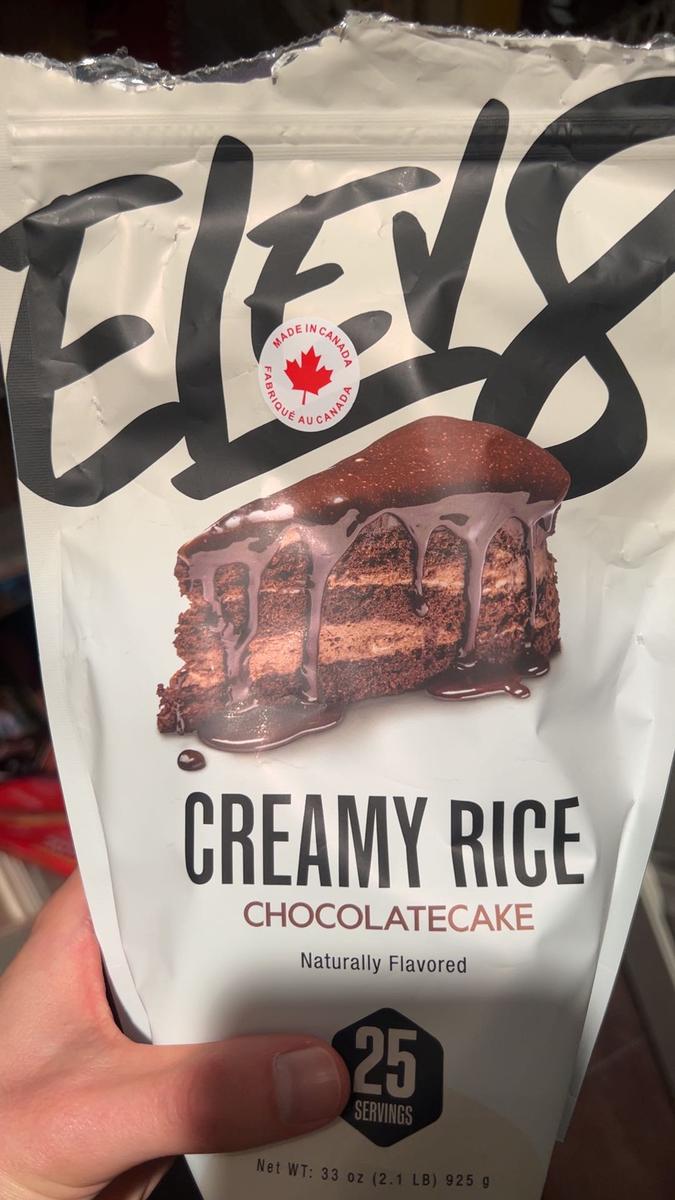 ELEV8
MADE IN CANADA
FABRIQUÉ AU CANADA
CREAMY RICE
CHOCOLATECAKE
Naturally Flavored
25
SERVINGS
Net WT: 33 oz (2.1 LB) 925 g